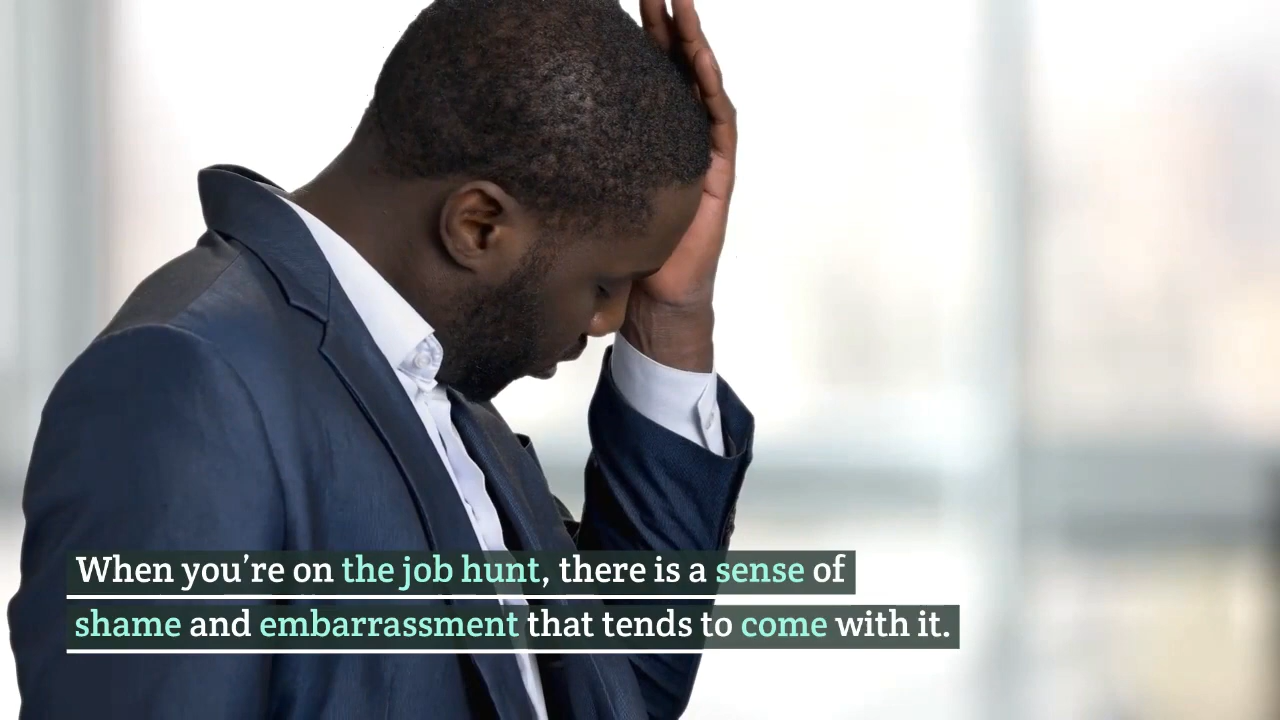 When you’re on the job hunt, there is a sense of
shame and embarrassment that tends to come with it.